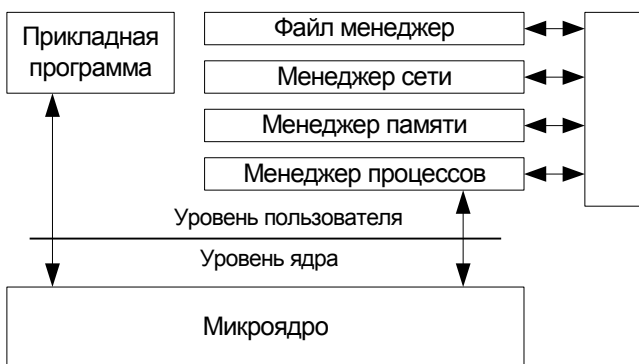 Прикладная
программа
Файл менеджер
Менеджер сети
Менеджер памяти
Менеджер процессов
Уровень пользователя
Уровень ядра
Микроядро